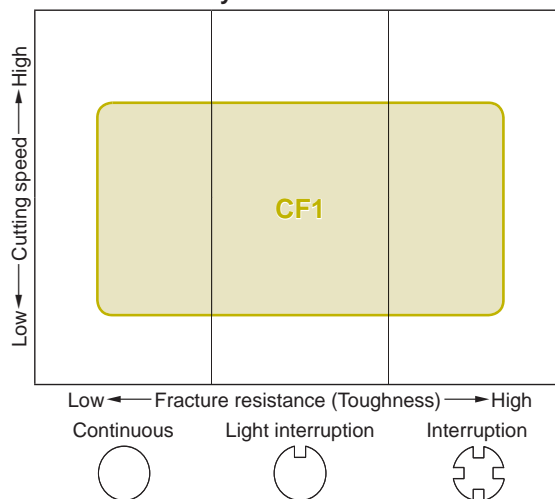 High
Cutting speed
Low
CF1
Low Fracture resistance (Toughness) High
Continuous Light interruption Interruption